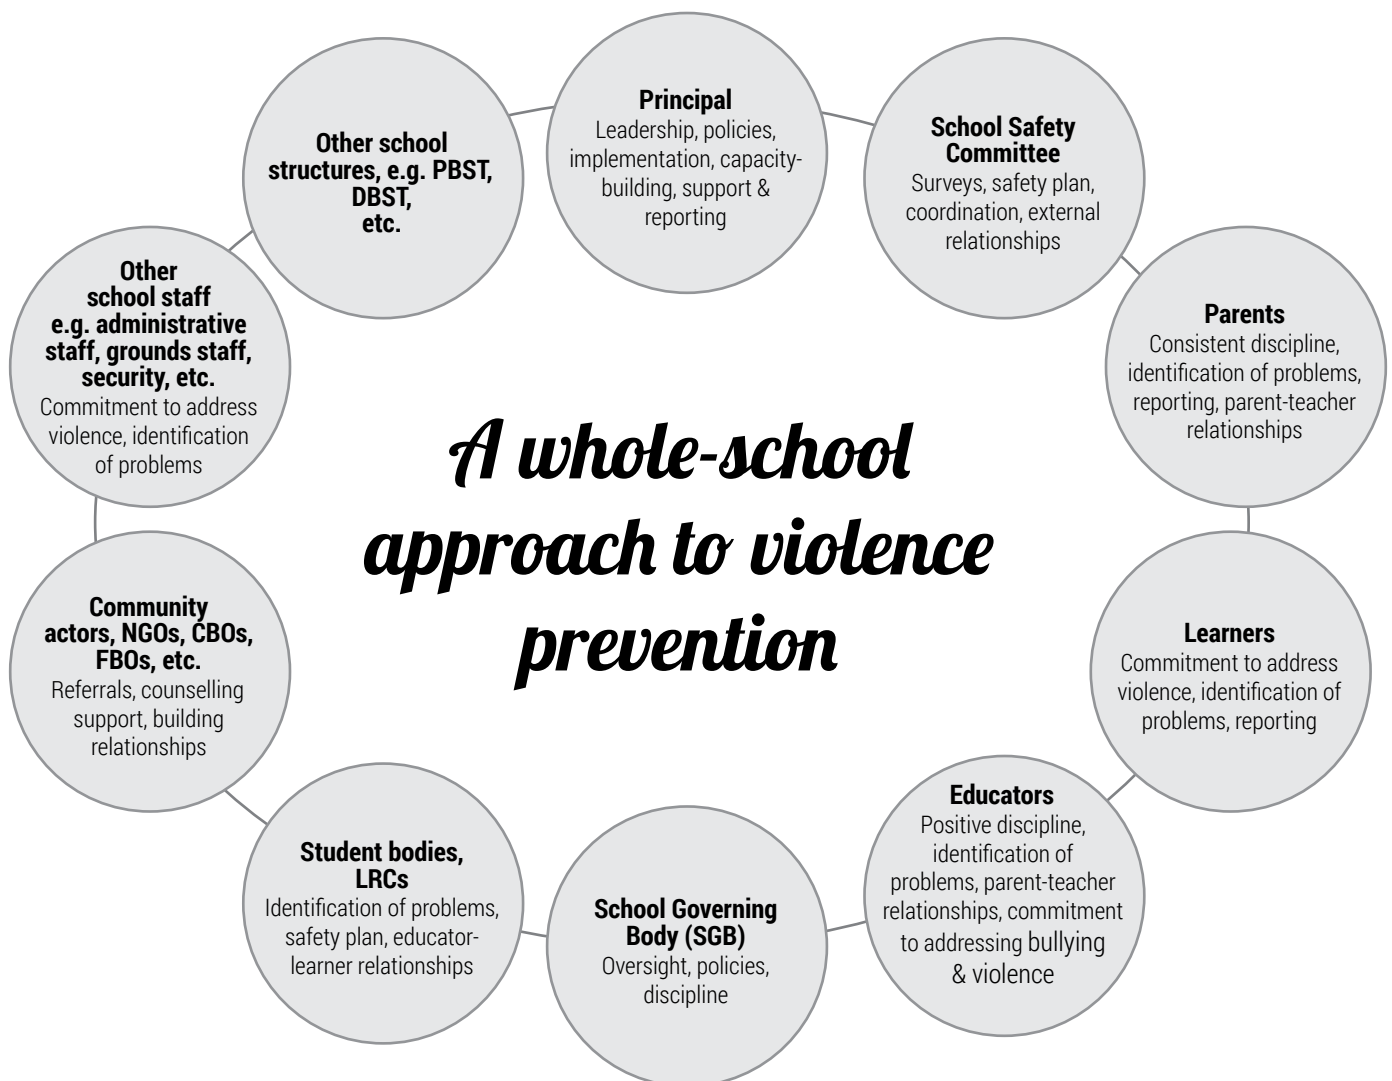 Principal
Leadership, policies,
implementation, capacity-
building, support &
reporting
School Safety
Committee
Surveys, safety plan,
coordination, external
relationships
Parents
Consistent discipline,
identification of problems,
reporting, parent-teacher
relationships
Learners
Commitment to address
violence, identification of
problems, reporting
Educators
Positive discipline,
identification of
problems, parent-teacher
relationships, commitment
to addressing bullying
& violence
School Governing
Body (SGB)
Oversight, policies,
discipline
Student bodies,
LRCs
Identification of problems,
safety plan, educator-
learner relationships
Community
actors, NGOs, CBOs,
FBOs, etc.
Referrals, counselling
support, building
relationships
Other
school staff
e.g. administrative
staff, grounds staff,
security, etc.
Commitment to address
violence, identification
of problems
Other school
structures, e.g. PBST,
DBST,
etc.
A whole-school
approach to violence
prevention